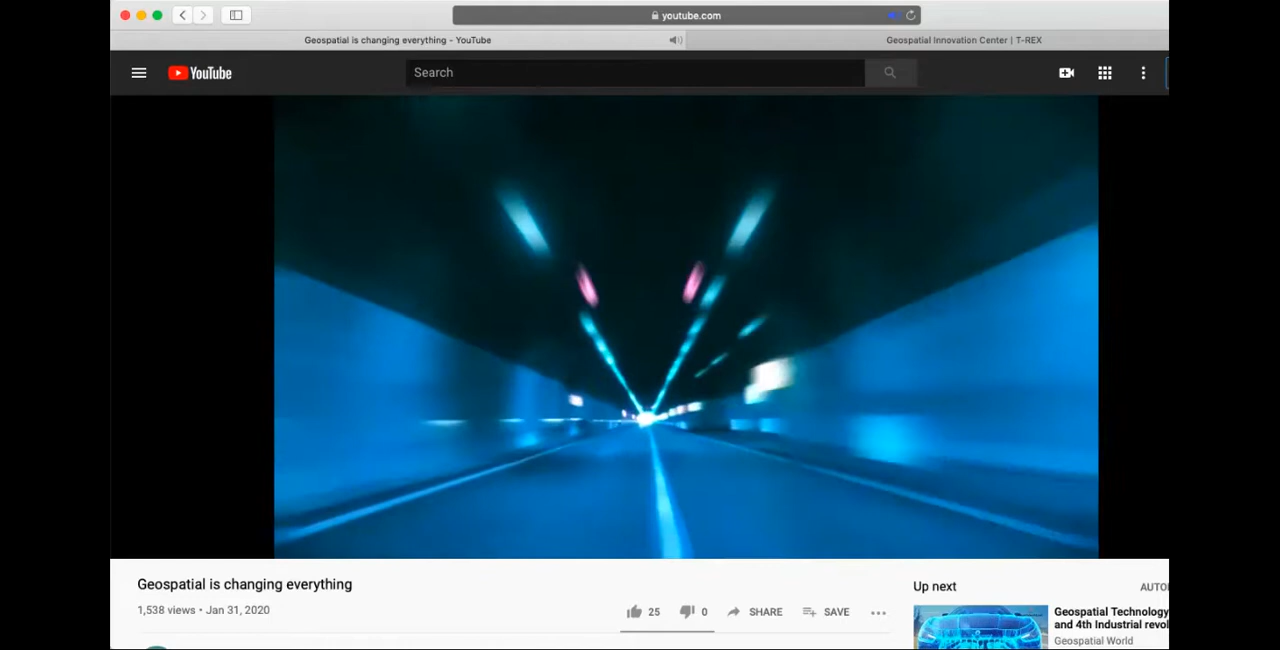 youtube.com
Geospatial is changing everything - YouTube
Geospatial Innovation Center | T-REX
YouTube
Search
Geospatial is changing everything
1,538 views • Jan 31, 2020
25
0
SHARE
SAVE
Up next
Geospatial Technology
and 4th Industrial revol
Geospatial World